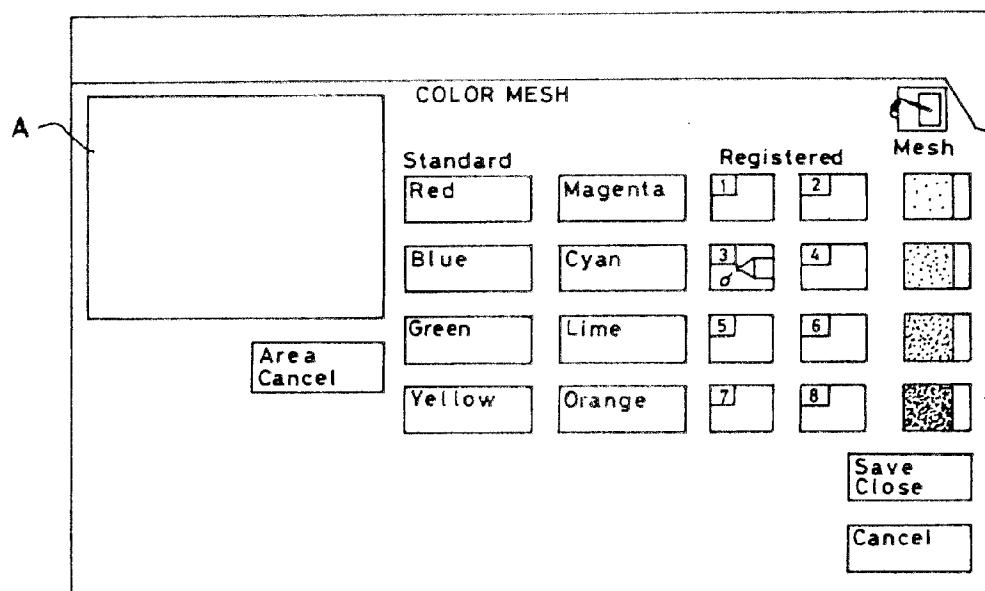 COLOR MESH
A
Mesh
Standard
Registered
Red
Magenta
1
2
Blue
Cyan
3
4
Green
Lime
5
6
Area
Cancel
Yellow
Orange
7
8
Save
Close
Cancel